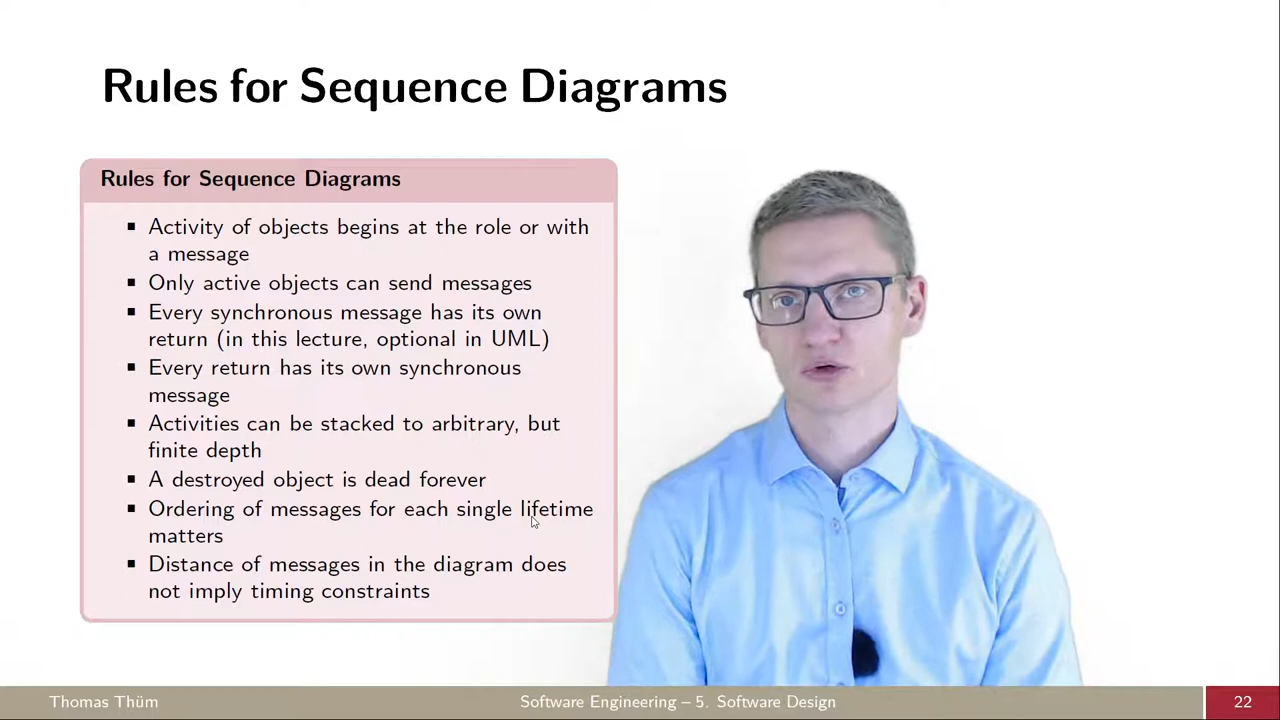 Rules for Sequence Diagrams
Rules for Sequence Diagrams
Activity of objects begins at the role or with
a message
Only active objects can send messages
Every synchronous message has its own
return (in this lecture, optional in UML)
Every return has its own synchronous
message
Activities can be stacked to arbitrary, but
finite depth
A destroyed object is dead forever
Ordering of messages for each single lifetime
matters
Distance of messages in the diagram does
not imply timing constraints
Thomas Thüm
Software Engineering – 5. Software Design
22